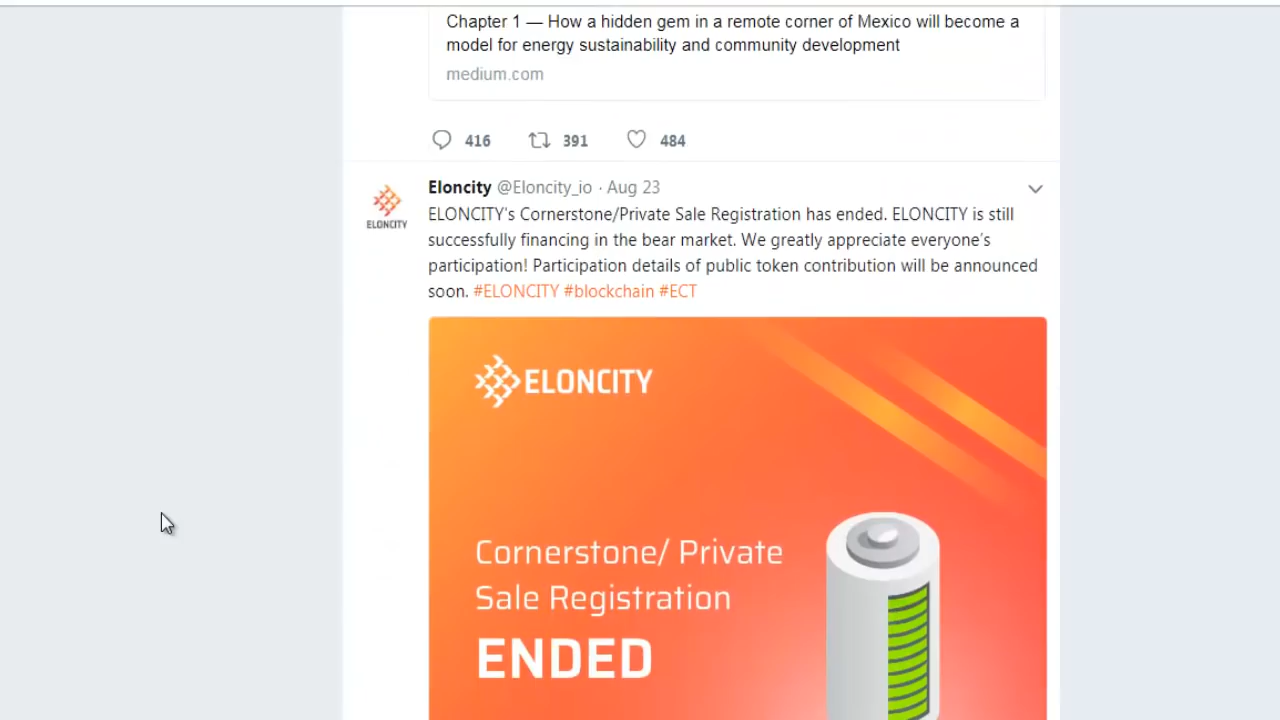 Chapter 1 — How a hidden gem in a remote corner of Mexico will become a
model for energy sustainability and community development
medium.com
416 391 484
Eloncity @Eloncity_io · Aug 23
ELONCITY
ELONCITY's Cornerstone/Private Sale Registration has ended. ELONCITY is still
successfully financing in the bear market. We greatly appreciate everyone's
participation! Participation details of public token contribution will be announced
soon. #ELONCITY #blockchain #ECT
ELONCITY
Cornerstone/ Private
Sale Registration
ENDED